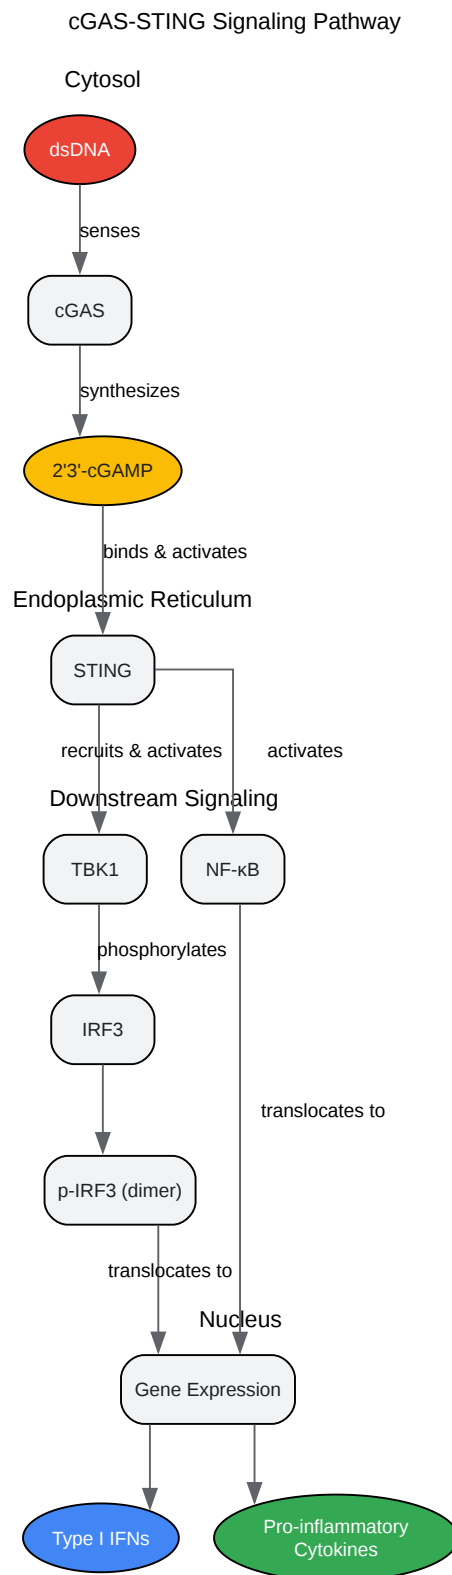 cGAS-STING Signaling Pathway
Cytosol
dsDNA
senses
cGAS
synthesizes
2'3'-cGAMP
binds & activates
Endoplasmic Reticulum
STING
recruits & activates
activates
Downstream Signaling
TBK1
NF-κB
phosphorylates
IRF3
translocates to
p-IRF3 (dimer)
translocates to
Nucleus
Gene Expression
Type I IFNs
Pro-inflammatory
Cytokines